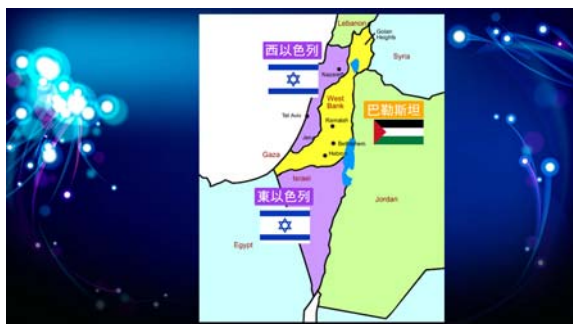 Lebanon
Golan
Heights
西以色列
Syria
Nazareth
West
Bank
巴勒斯坦
Tel Aviv
Ramallah
Bethlehem
Hebron
Gaza
Israel
東以色列
Jordan
Egypt